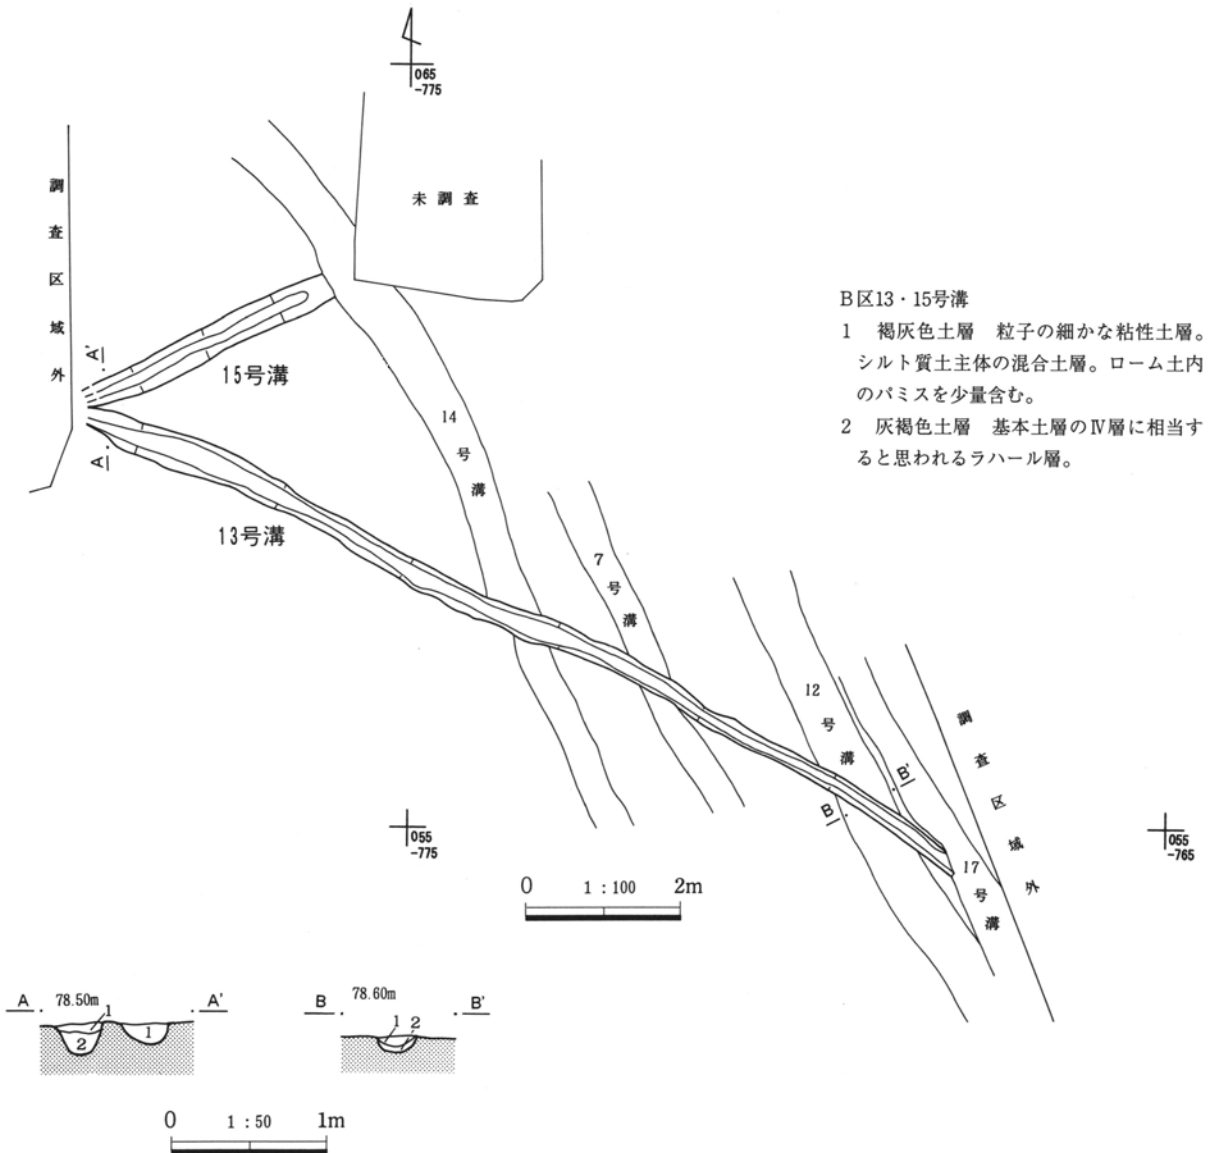 065
-775
未調査
調査区域外
A'
A
15号溝
13号溝
14号溝
7号溝
12号溝
17号溝
B'
B
調査区域外
B区13・15号溝
1　褐灰色土層　粒子の細かな粘性土層。
シルト質土主体の混合土層。ローム土内
のパミスを少量含む。
2　灰褐色土層　基本土層のⅣ層に相当す
ると思われるラハール層。
055
-775
055
-765
0 1：100 2m
A 78.50m A'
1
2
1
B 78.60m B'
1 2
0 1：50 1m